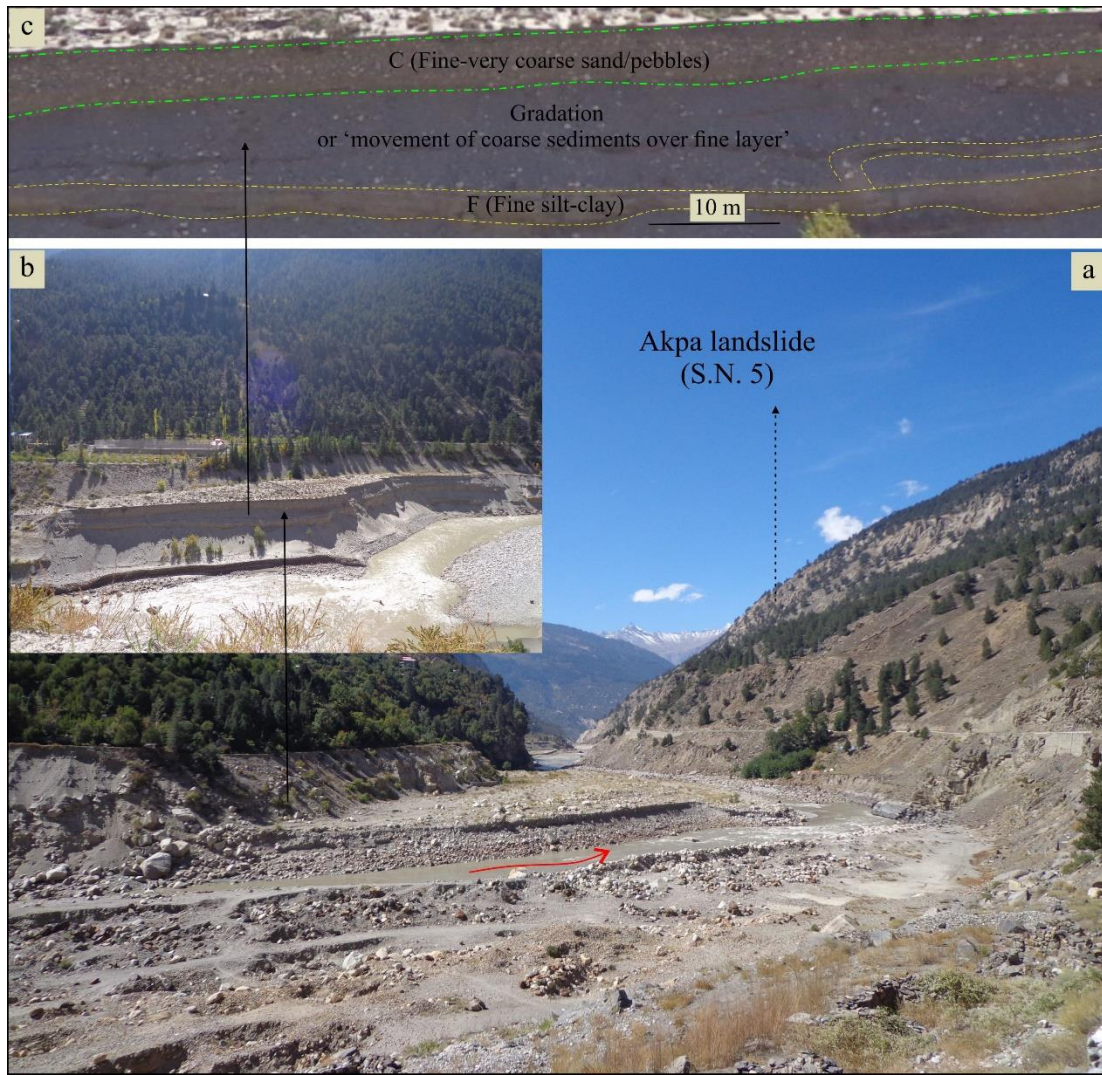 c
C (Fine-very coarse sand/pebbles)
Gradation
or ‘movement of coarse sediments over fine layer’
F (Fine silt-clay)
10 m
b
a
Akpa landslide
(S.N. 5)